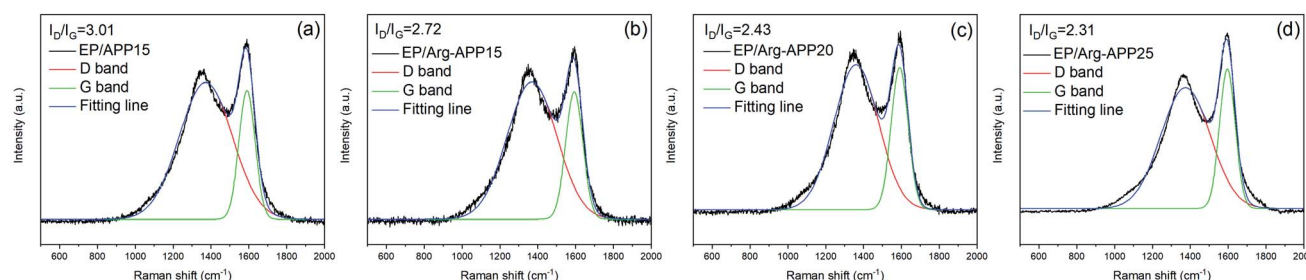 I_D/I_G=3.01
(a)
EP/APP15
D band
G band
Fitting line
Intensity (a.u.)
600 800 1000 1200 1400 1600 1800 2000
Raman shift (cm⁻¹)
I_D/I_G=2.72
(b)
EP/Arg-APP15
D band
G band
Fitting line
Intensity (a.u.)
600 800 1000 1200 1400 1600 1800 2000
Raman shift (cm⁻¹)
I_D/I_G=2.43
(c)
EP/Arg-APP20
D band
G band
Fitting line
Intensity (a.u.)
600 800 1000 1200 1400 1600 1800 2000
Raman shift (cm⁻¹)
I_D/I_G=2.31
(d)
EP/Arg-APP25
D band
G band
Fitting line
Intensity (a.u.)
600 800 1000 1200 1400 1600 1800 2000
Raman shift (cm⁻¹)